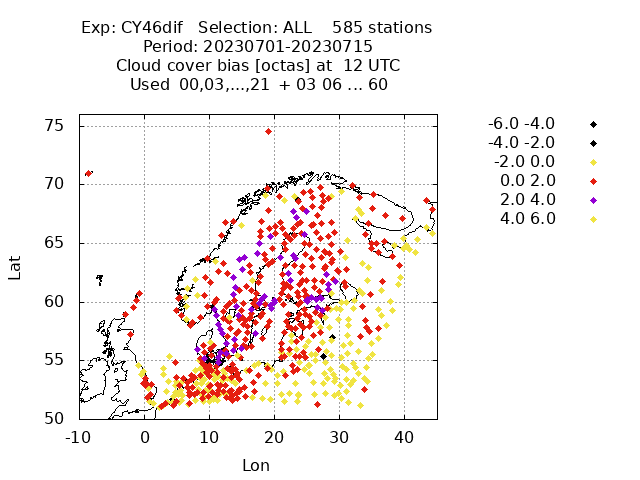 Exp: CY46dif   Selection: ALL    585 stations
Period: 20230701-20230715
Cloud cover bias [octas] at  12 UTC
Used  00,03,...,21  + 03 06 ... 60
-6.0 -4.0
-4.0 -2.0
-2.0 0.0
0.0 2.0
2.0 4.0
4.0 6.0
75
70
65
60
55
50
Lat
-10 0 10 20 30 40
Lon